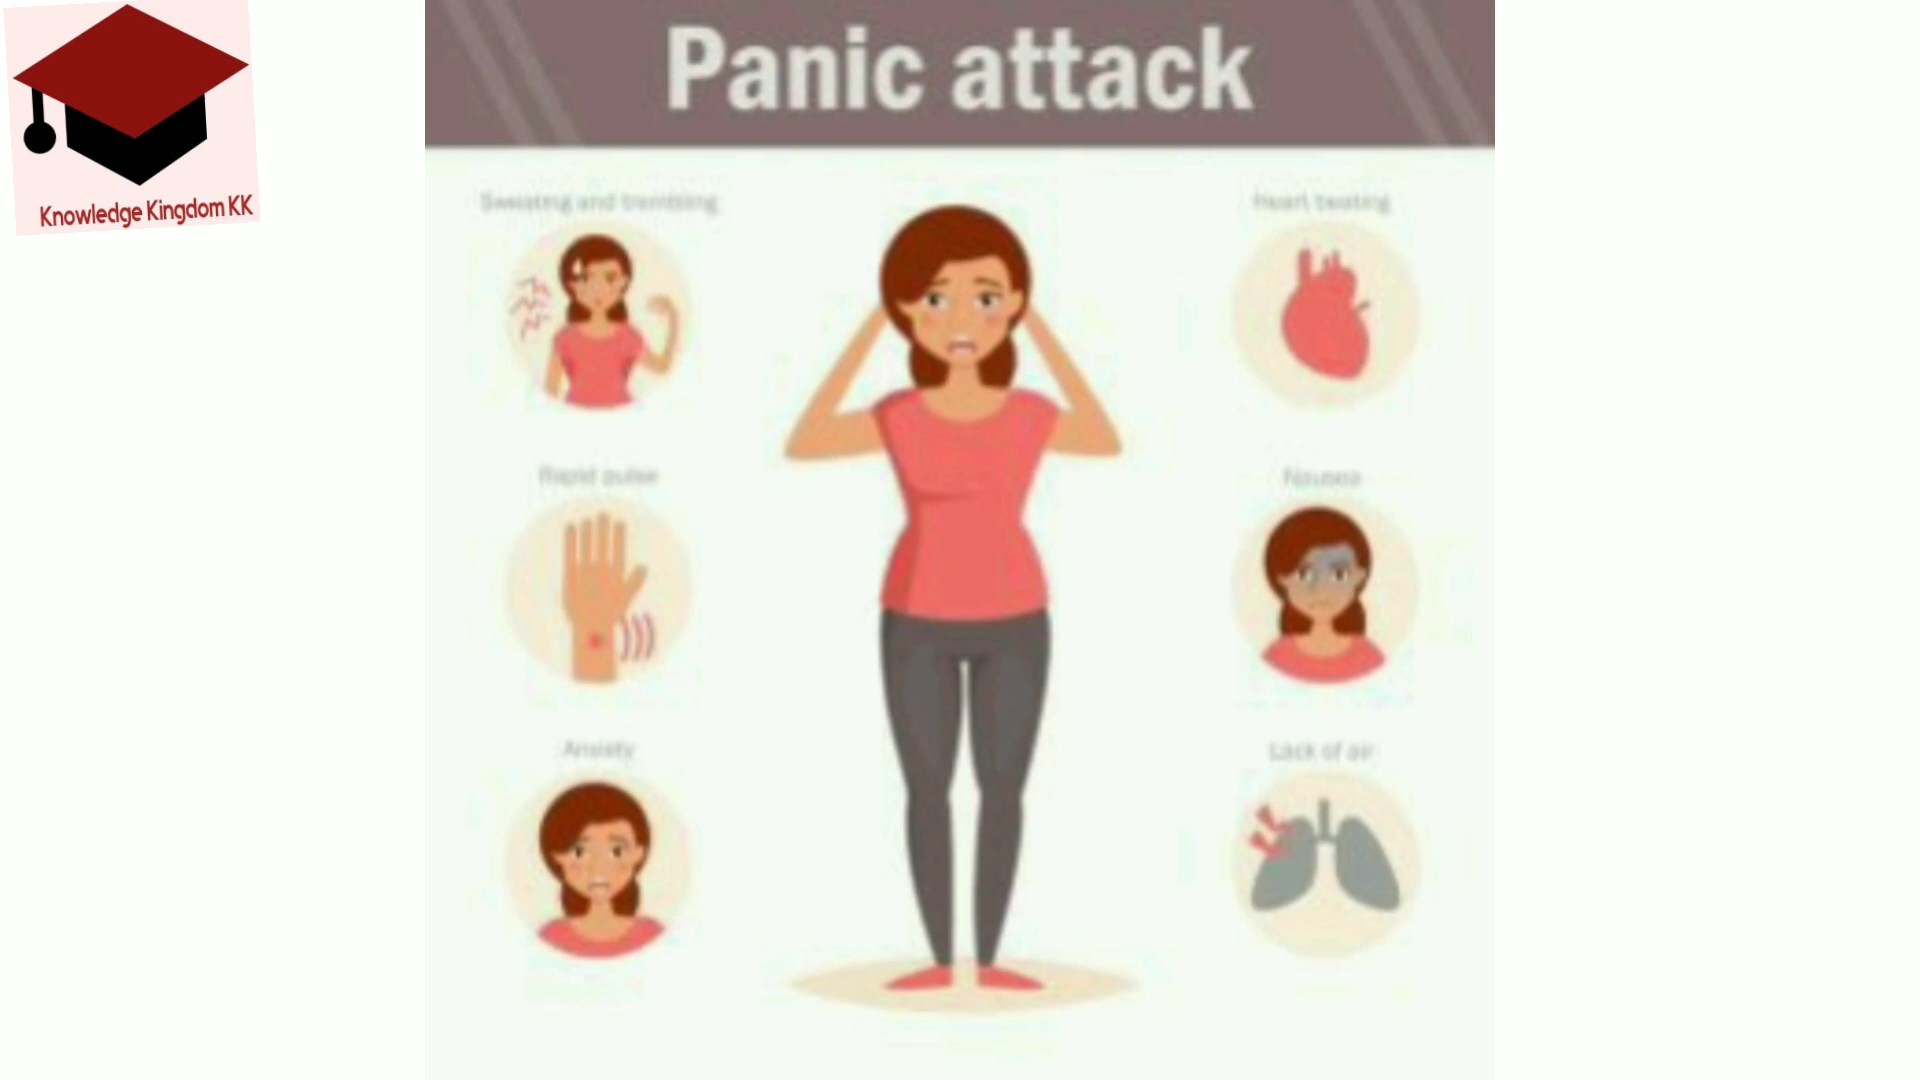 Knowledge Kingdom KK
Panic attack
Sweating and trembling
Heart beating
Rapid pulse
Nausea
Anxiety
Lack of air